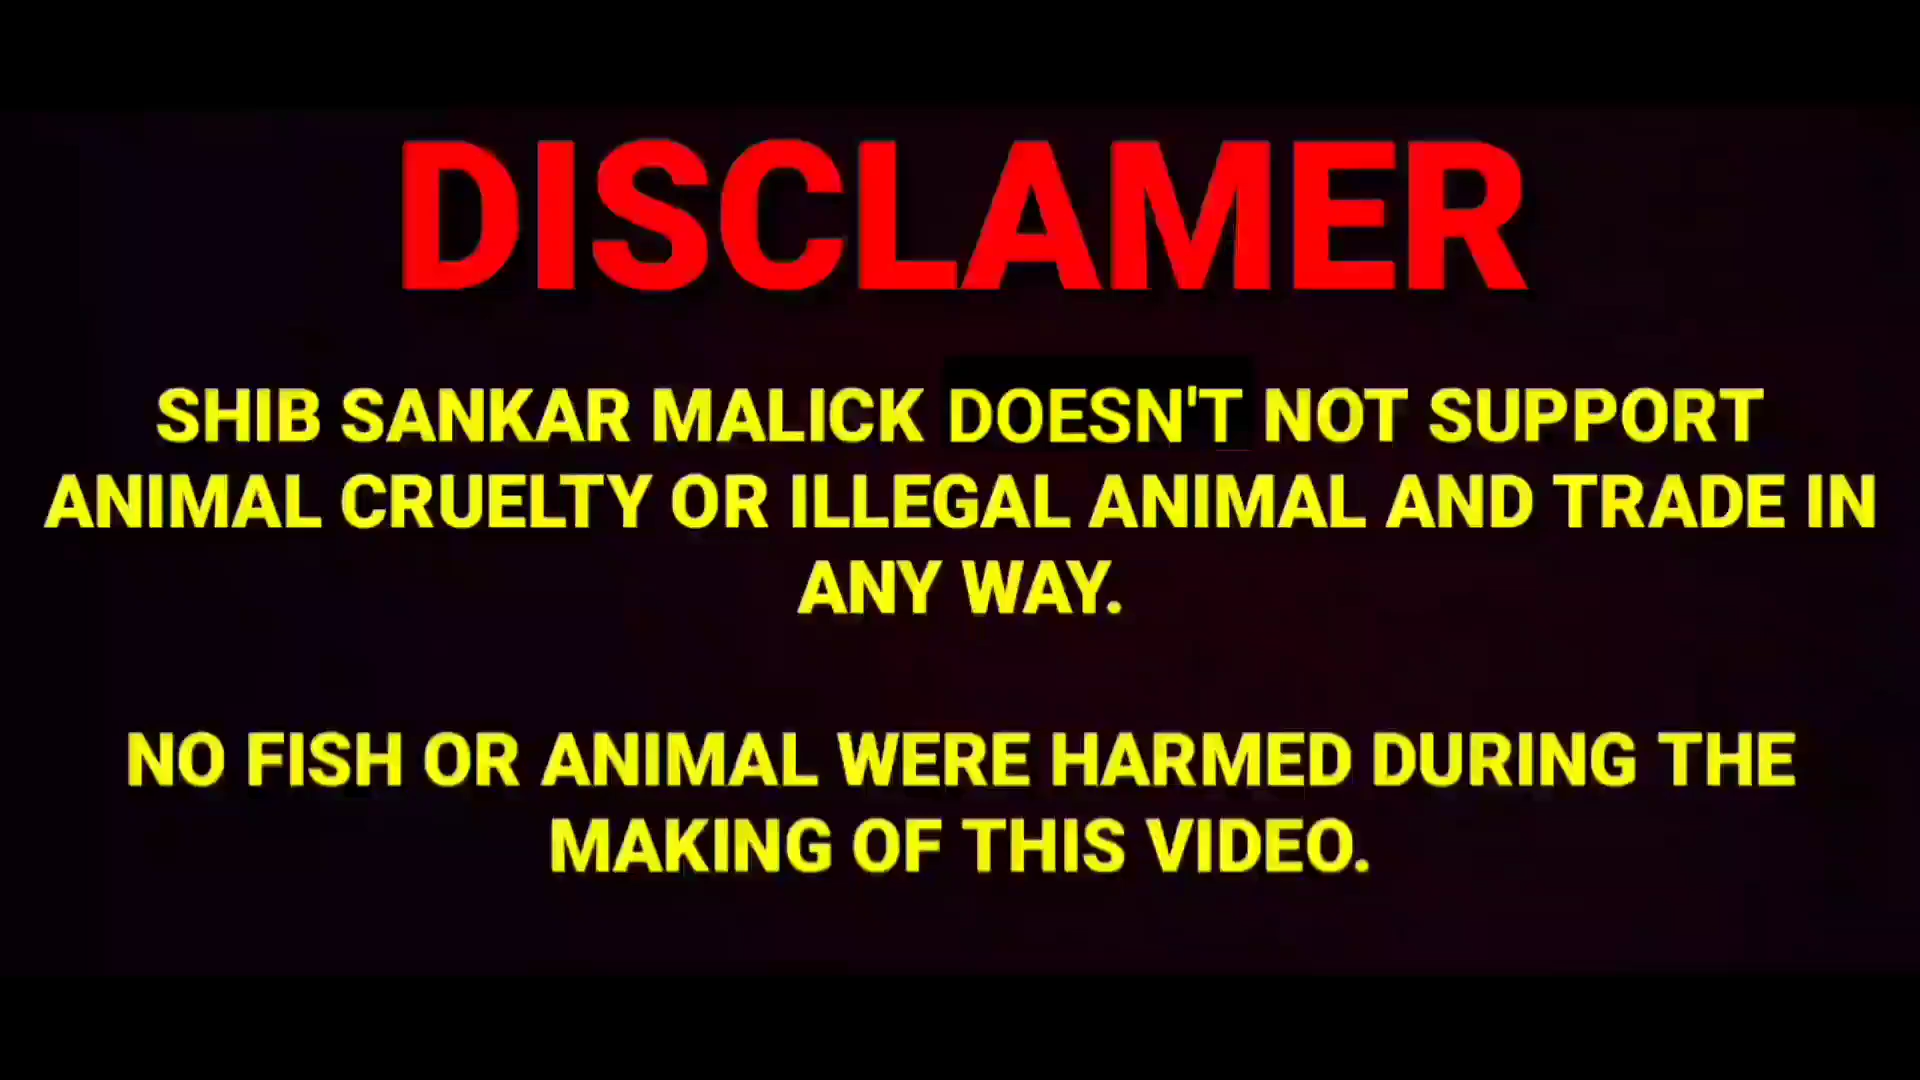 DISCLAMER
SHIB SANKAR MALICK DOESN'T NOT SUPPORT
ANIMAL CRUELTY OR ILLEGAL ANIMAL AND TRADE IN
ANY WAY.
NO FISH OR ANIMAL WERE HARMED DURING THE
MAKING OF THIS VIDEO.